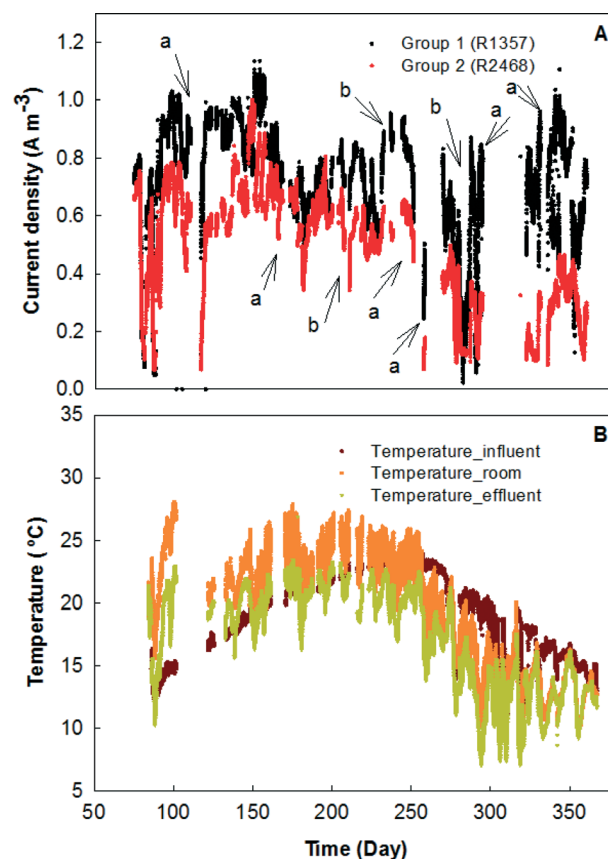 A
Group 1 (R1357)
Group 2 (R2468)
Current density (A m-3)
1.2
1.0
0.8
0.6
0.4
0.2
0.0
a
b
b
a
a
a
b
a
a
B
Temperature_influent
Temperature_room
Temperature_effluent
Temperature ( ºC)
35
30
25
20
15
10
5
50 100 150 200 250 300 350
Time (Day)